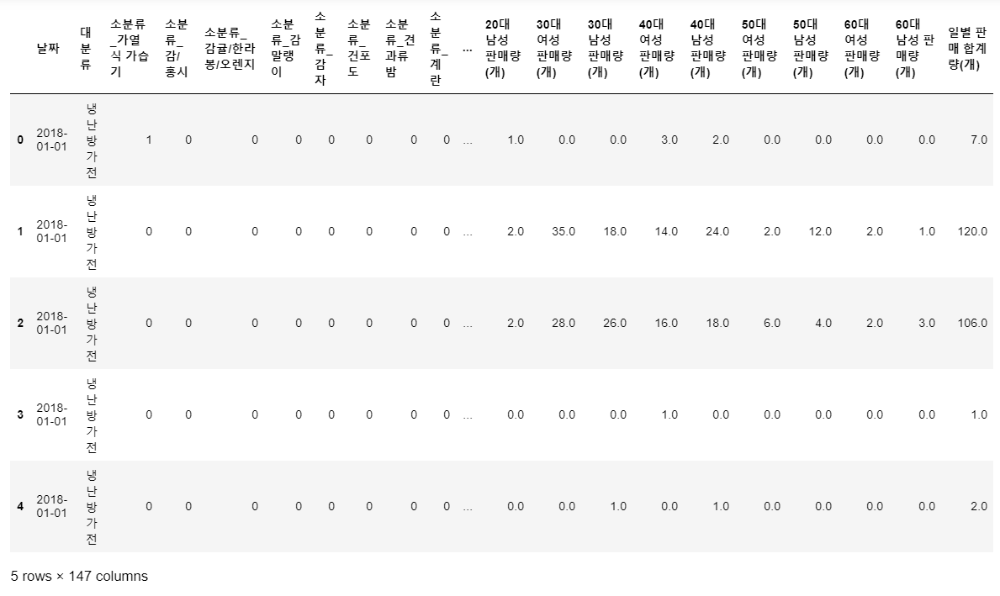 날짜
대분류
소분류_가열식 가습기
소분류_감/홍시
소분류_감귤/한라봉/오렌지
소분류_감말랭이
소분류_감자
소분류_건포도
소분류_견과류밤
소분류_계란
...
20대 남성 판매량(개)
30대 여성 판매량(개)
30대 남성 판매량(개)
40대 여성 판매량(개)
40대 남성 판매량(개)
50대 여성 판매량(개)
50대 남성 판매량(개)
60대 여성 판매량(개)
60대 남성 판매량(개)
일별 판매 합계량(개)
0 2018-01-01 냉난방가전 1 0 0 0 0 0 0 0 ... 1.0 0.0 0.0 3.0 2.0 0.0 0.0 0.0 0.0 7.0
1 2018-01-01 냉난방가전 0 0 0 0 0 0 0 0 ... 2.0 35.0 18.0 14.0 24.0 2.0 12.0 2.0 1.0 120.0
2 2018-01-01 냉난방가전 0 0 0 0 0 0 0 0 ... 2.0 28.0 26.0 16.0 18.0 6.0 4.0 2.0 3.0 106.0
3 2018-01-01 냉난방가전 0 0 0 0 0 0 0 0 ... 0.0 0.0 0.0 1.0 0.0 0.0 0.0 0.0 0.0 1.0
4 2018-01-01 냉난방가전 0 0 0 0 0 0 0 0 ... 0.0 0.0 1.0 0.0 1.0 0.0 0.0 0.0 0.0 2.0
5 rows × 147 columns